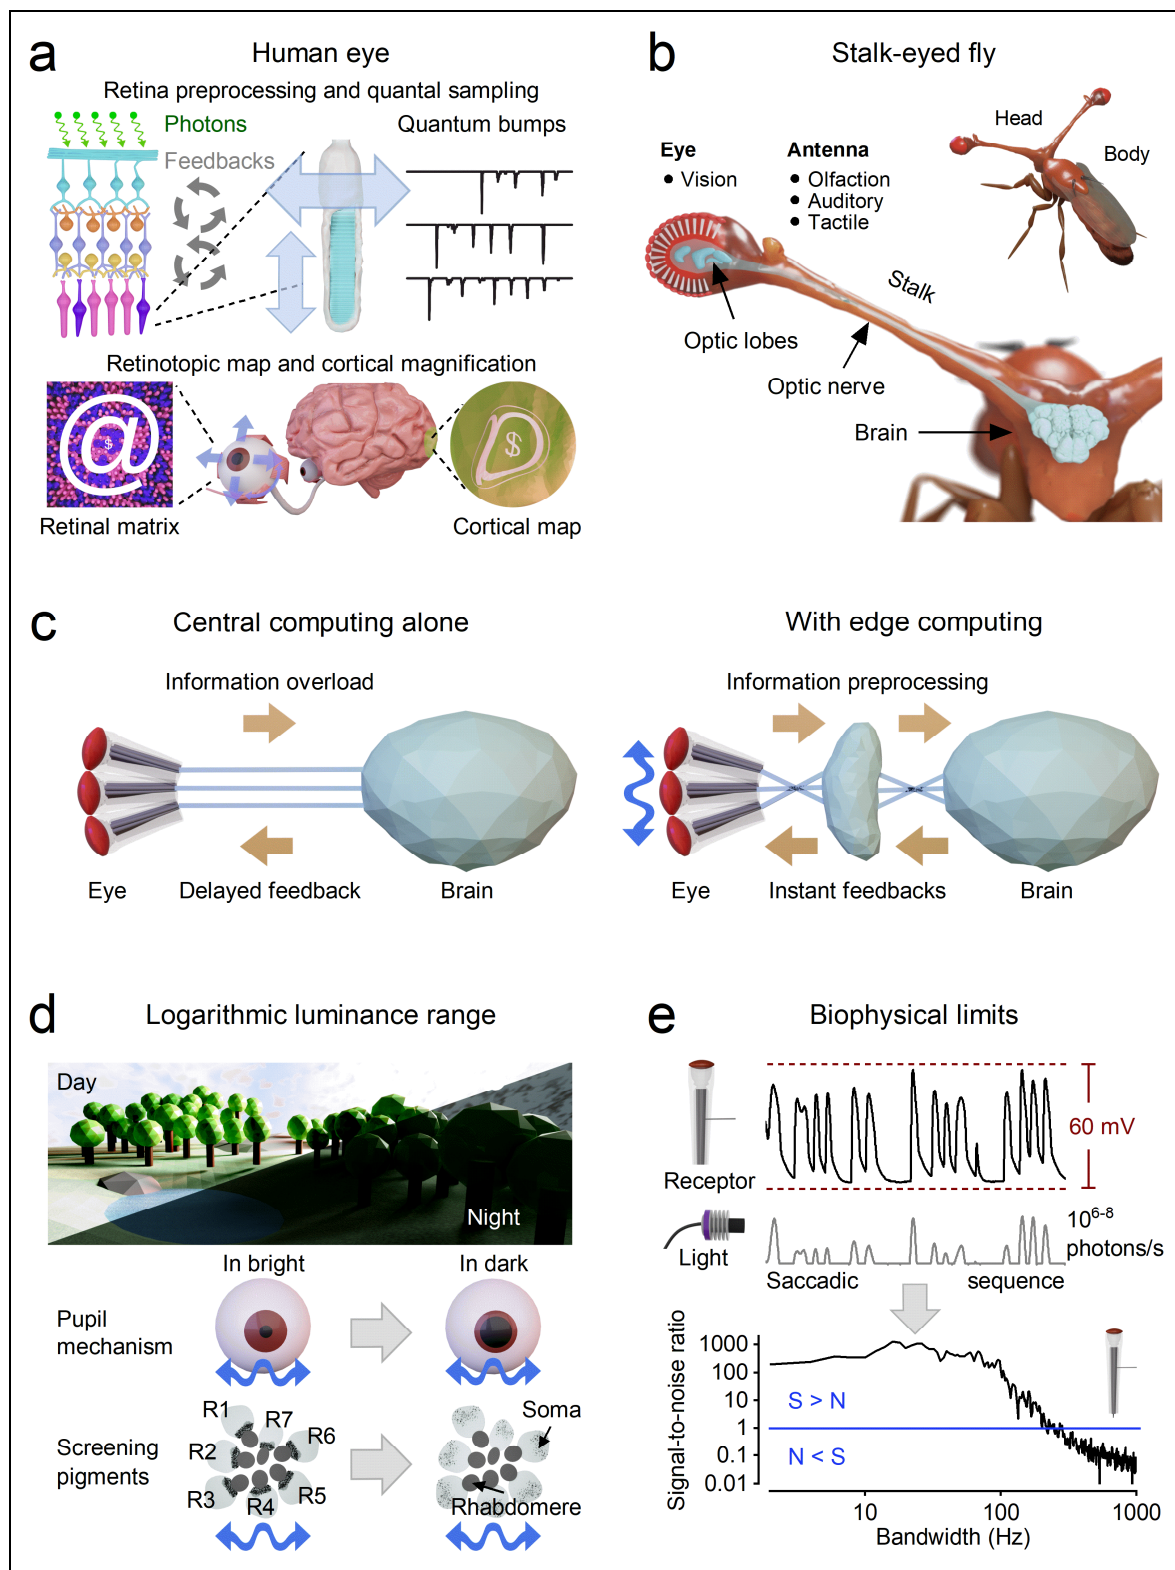 a
Human eye
Retina preprocessing and quantal sampling
Photons
Quantum bumps
Feedbacks
Retinotopic map and cortical magnification
@
$
$
Retinal matrix
Cortical map
b
Stalk-eyed fly
Head
Body
Eye
• Vision
Antenna
• Olfaction
• Auditory
• Tactile
Stalk
Optic lobes
Optic nerve
Brain
c
Central computing alone
Information overload
Eye
Delayed feedback
Brain
With edge computing
Information preprocessing
Eye
Instant feedbacks
Brain
d
Logarithmic luminance range
Day
Night
In bright
In dark
Pupil
mechanism
Screening
pigments
R1
R7
R6
R2
R3
R4
R5
Soma
Rhabdomere
e
Biophysical limits
60 mV
Receptor
Light
10⁶⁻⁸
photons/s
Saccadic sequence
Signal-to-noise ratio
1000
100
10
1
0.1
0.01
S > N
N < S
10
100
1000
Bandwidth (Hz)